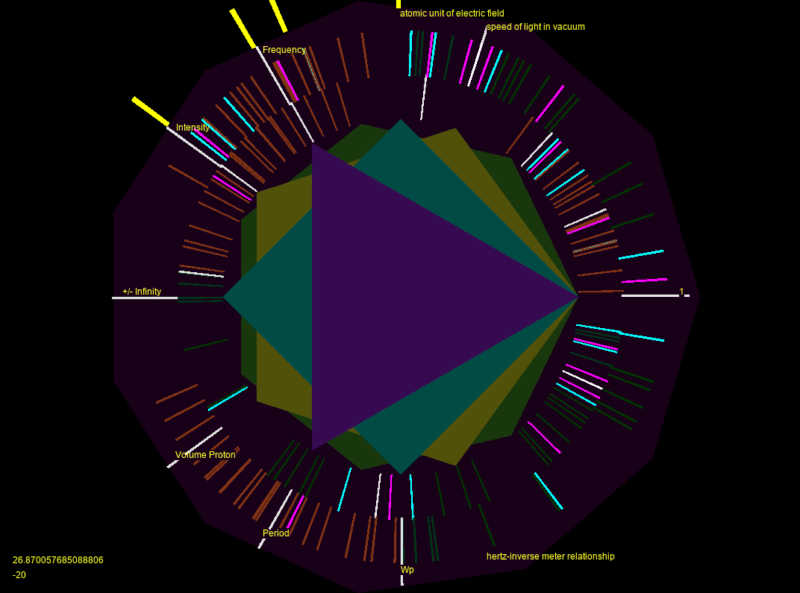 atomic unit of electric field
speed of light in vacuum
Frequency
Intensity
+/- Infinity
1
Volume Proton
Period
hertz-inverse meter relationship
26.870057685088806
Wp
-20